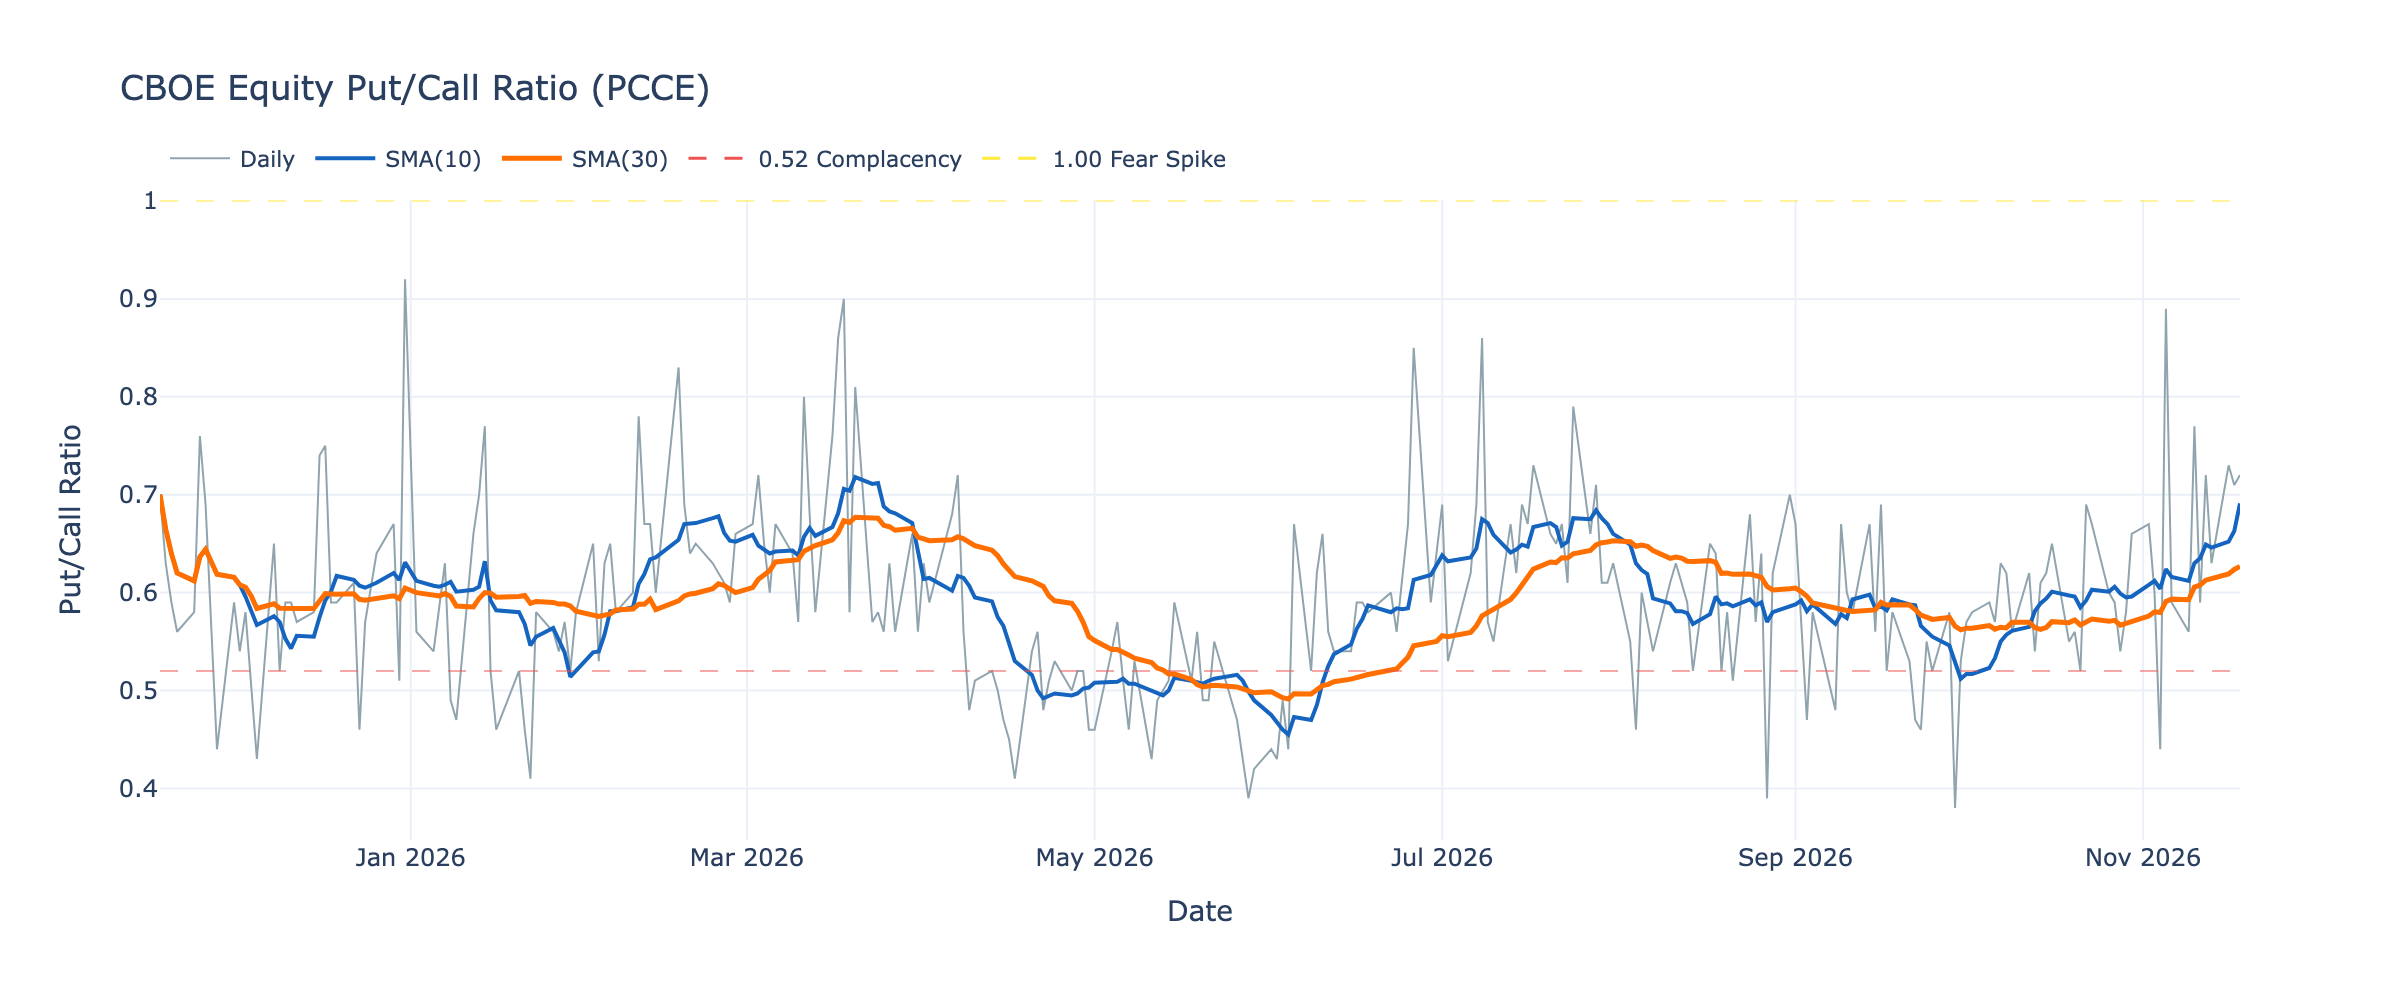 CBOE Equity Put/Call Ratio (PCCE)
Daily SMA(10) SMA(30) 0.52 Complacency 1.00 Fear Spike
1
0.9
0.8
0.7
0.6
0.5
0.4
Put/Call Ratio
Jan 2026 Mar 2026 May 2026 Jul 2026 Sep 2026 Nov 2026
Date